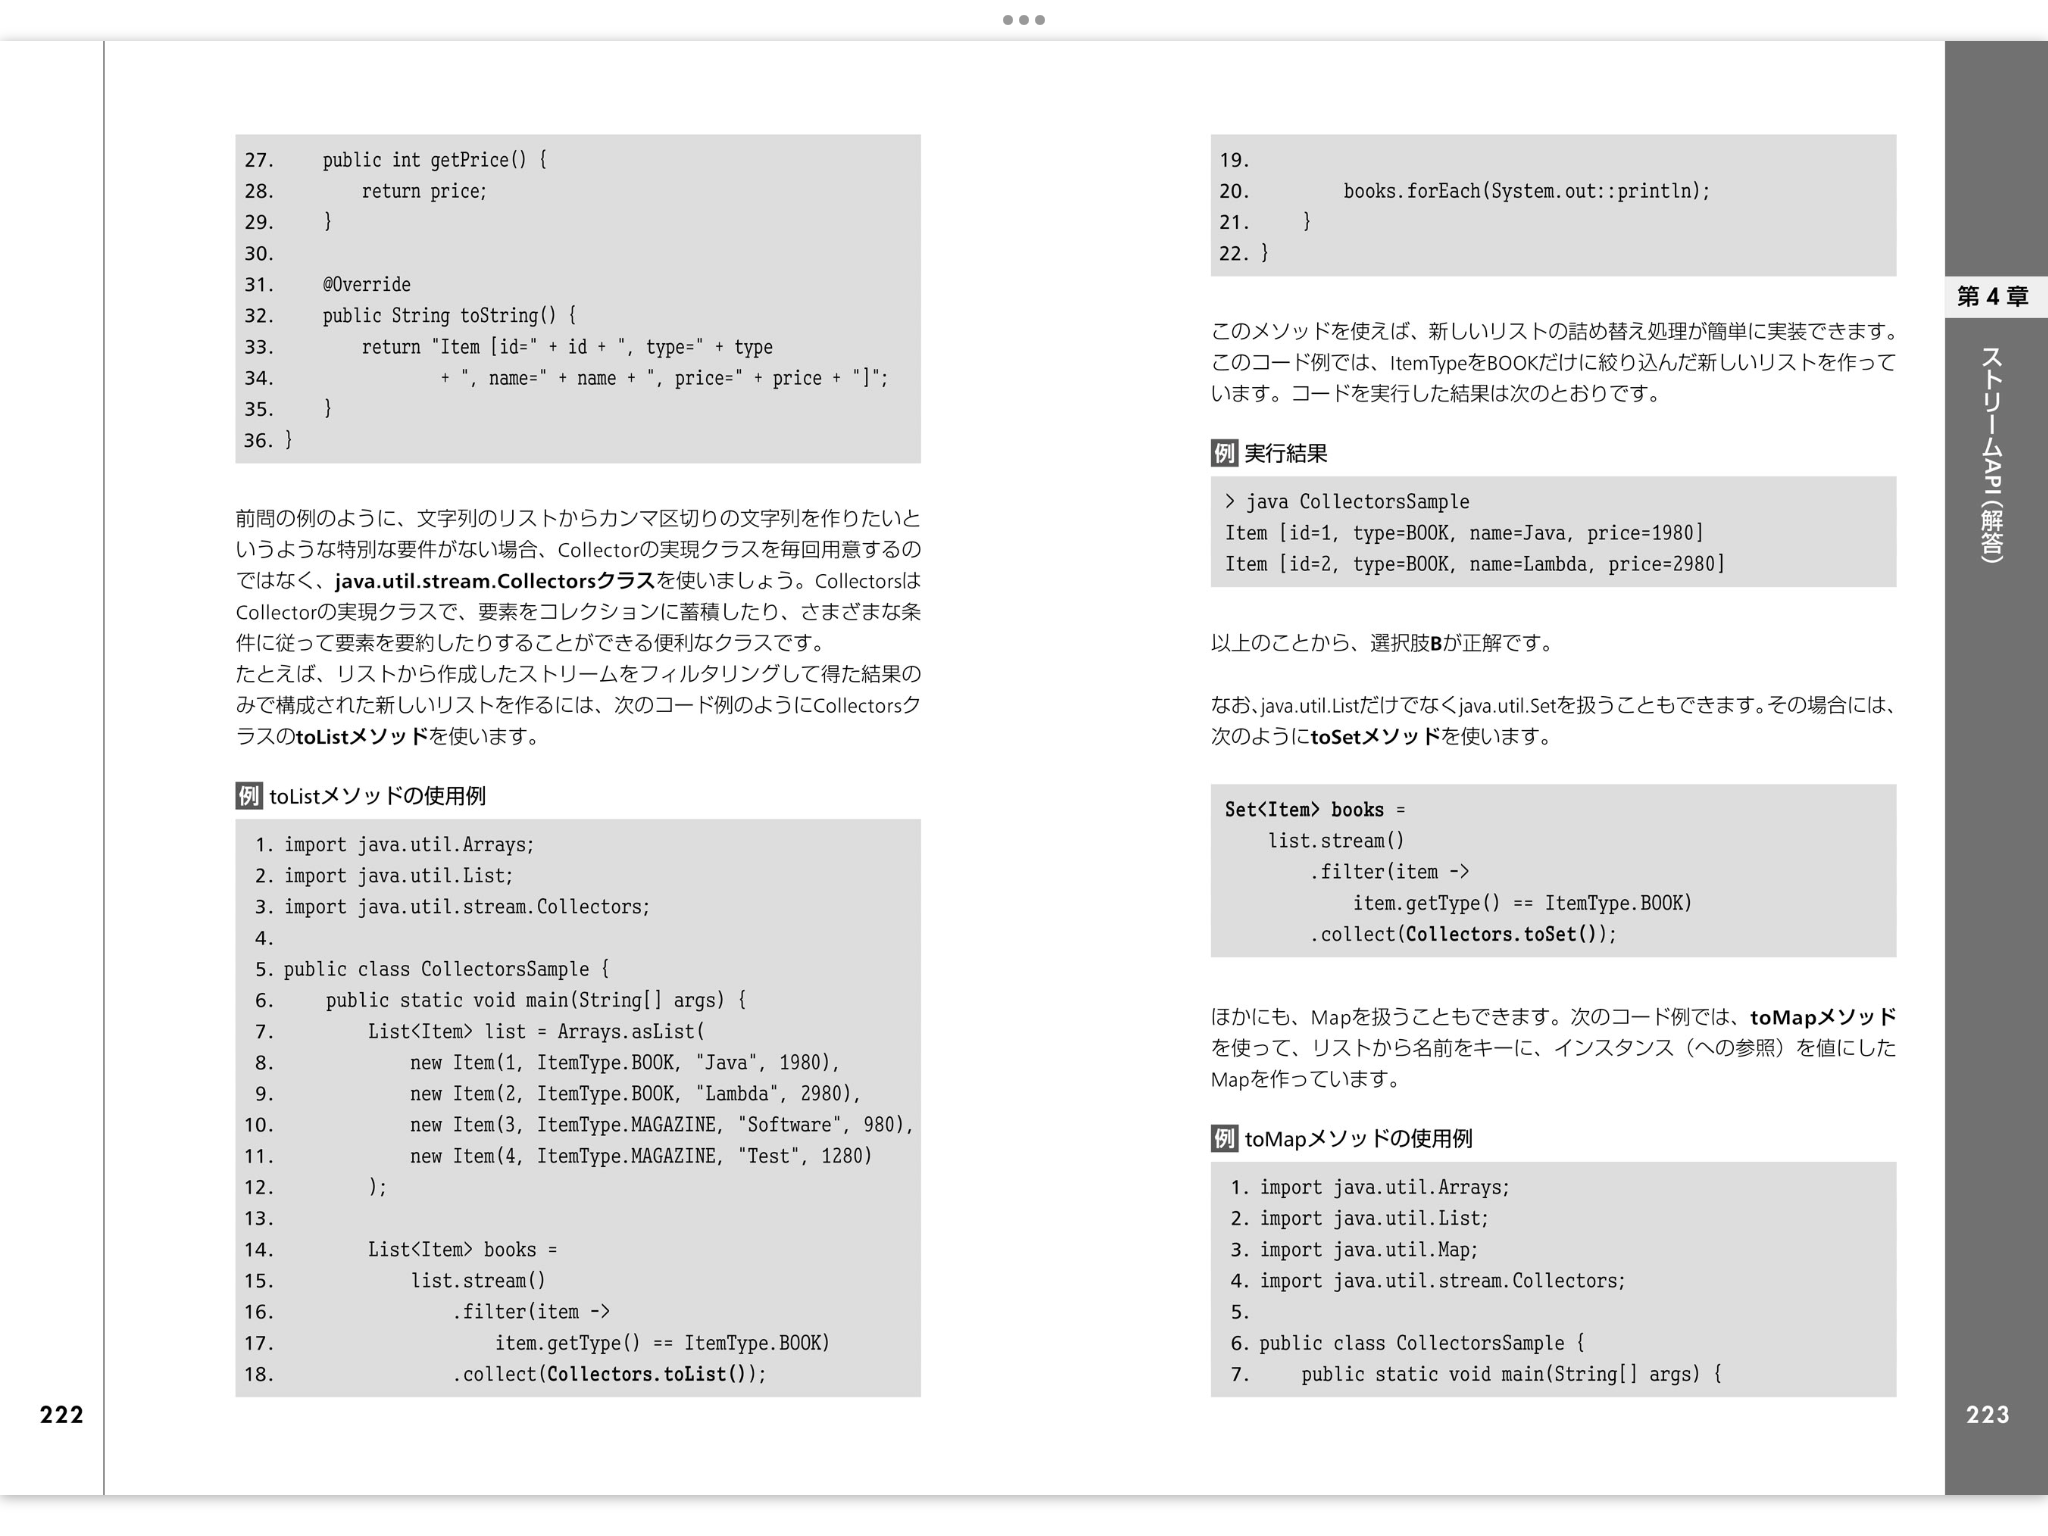 27.     public int getPrice() {
28.         return price;
29.     }
30.
31.     @Override
32.     public String toString() {
33.         return "Item [id=" + id + ", type=" + type
34.                 + ", name=" + name + ", price=" + price + "]";
35.     }
36. }
前問の例のように、文字列のリストからカンマ区切りの文字列を作りたいと
いうような特別な要件がない場合、Collectorの実現クラスを毎回用意するの
ではなく、java.util.stream.Collectorsクラスを使いましょう。Collectorsは
Collectorの実現クラスで、要素をコレクションに蓄積したり、さまざまな条
件に従って要素を要約したりすることができる便利なクラスです。
たとえば、リストから作成したストリームをフィルタリングして得た結果の
みで構成された新しいリストを作るには、次のコード例のようにCollectorsク
ラスのtoListメソッドを使います。
例 toListメソッドの使用例
1. import java.util.Arrays;
2. import java.util.List;
3. import java.util.stream.Collectors;
4.
5. public class CollectorsSample {
6.     public static void main(String[] args) {
7.         List<Item> list = Arrays.asList(
8.             new Item(1, ItemType.BOOK, "Java", 1980),
9.             new Item(2, ItemType.BOOK, "Lambda", 2980),
10.             new Item(3, ItemType.MAGAZINE, "Software", 980),
11.             new Item(4, ItemType.MAGAZINE, "Test", 1280)
12.         );
13.
14.         List<Item> books =
15.             list.stream()
16.                 .filter(item ->
17.                     item.getType() == ItemType.BOOK)
18.                 .collect(Collectors.toList());
222
19.
20.         books.forEach(System.out::println);
21.     }
22. }
このメソッドを使えば、新しいリストの詰め替え処理が簡単に実装できます。
このコード例では、ItemTypeをBOOKだけに絞り込んだ新しいリストを作って
います。コードを実行した結果は次のとおりです。
例 実行結果
> java CollectorsSample
Item [id=1, type=BOOK, name=Java, price=1980]
Item [id=2, type=BOOK, name=Lambda, price=2980]
以上のことから、選択肢Bが正解です。
なお、java.util.Listだけでなくjava.util.Setを扱うこともできます。その場合には、
次のようにtoSetメソッドを使います。
Set<Item> books =
    list.stream()
        .filter(item ->
            item.getType() == ItemType.BOOK)
        .collect(Collectors.toSet());
ほかにも、Mapを扱うこともできます。次のコード例では、toMapメソッド
を使って、リストから名前をキーに、インスタンス（への参照）を値にした
Mapを作っています。
例 toMapメソッドの使用例
1. import java.util.Arrays;
2. import java.util.List;
3. import java.util.Map;
4. import java.util.stream.Collectors;
5.
6. public class CollectorsSample {
7.     public static void main(String[] args) {
第4章
ストリームAPI（解答）
223